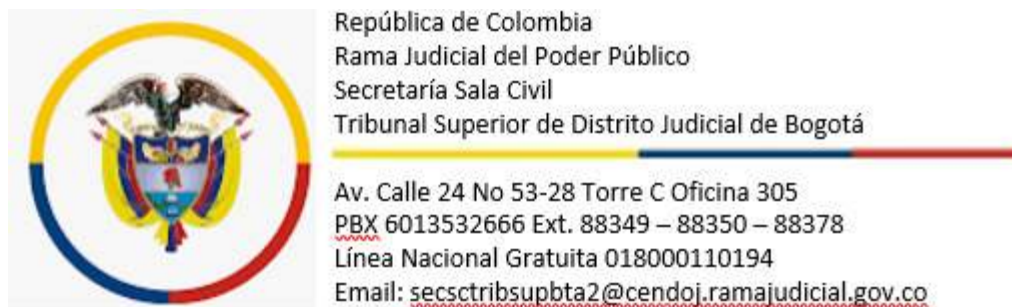 República de Colombia
Rama Judicial del Poder Público
Secretaría Sala Civil
Tribunal Superior de Distrito Judicial de Bogotá
Av. Calle 24 No 53-28 Torre C Oficina 305
PBX 6013532666 Ext. 88349 – 88350 – 88378
Línea Nacional Gratuita 018000110194
Email: secsctribsupbta2@cendoj.ramajudicial.gov.co